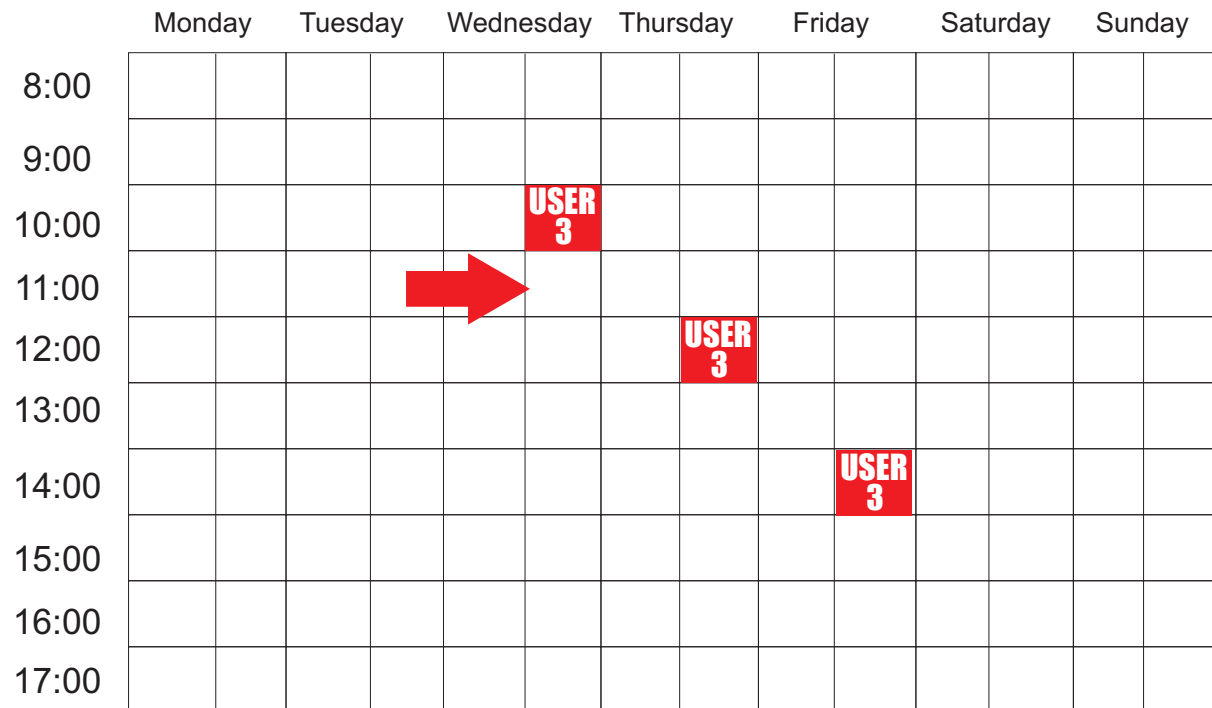 Monday Tuesday Wednesday Thursday Friday Saturday Sunday
8:00
9:00
10:00 USER
3
11:00
12:00 USER
3
13:00
14:00 USER
3
15:00
16:00
17:00